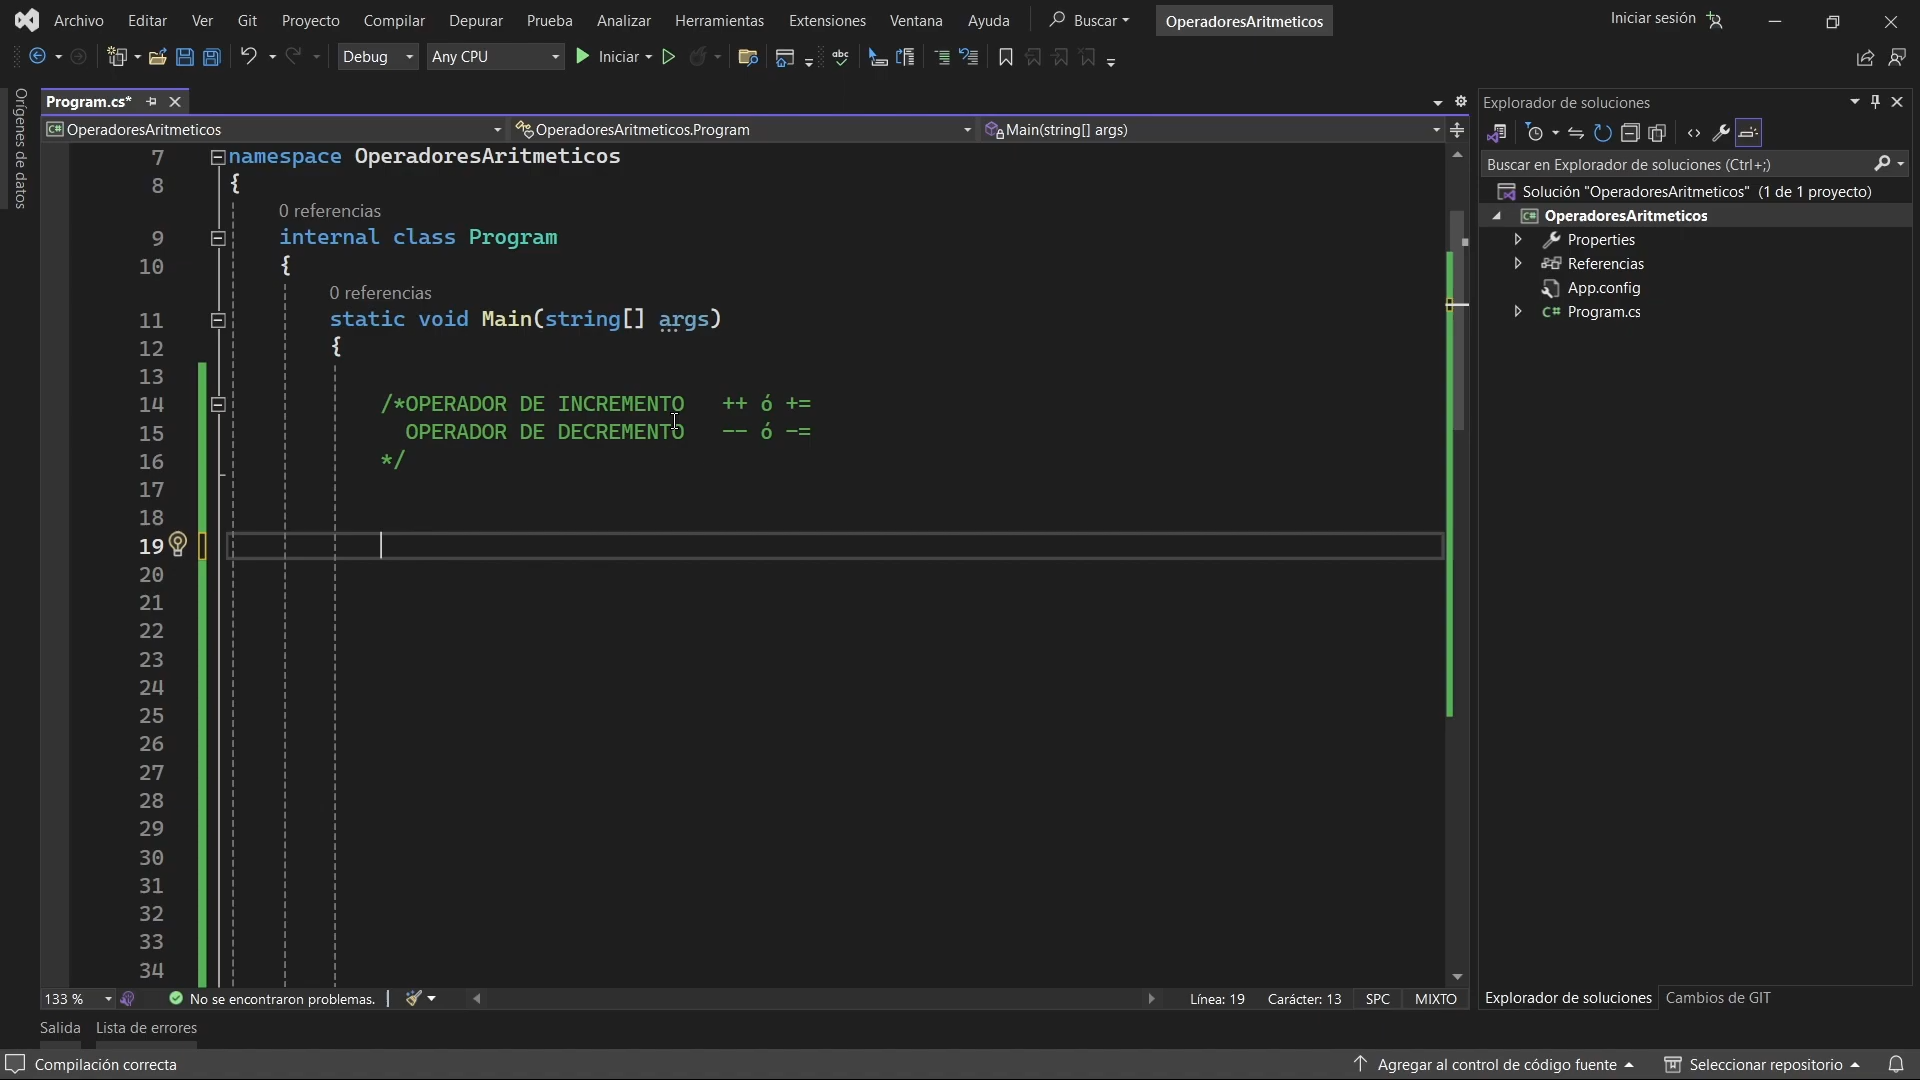 Archivo Editar Ver Git Proyecto Compilar Depurar Prueba Analizar Herramientas Extensiones Ventana Ayuda Buscar OperadoresAritmeticos Iniciar sesión
Debug Any CPU Iniciar abc
Orígenes de datos
Program.cs*
C# OperadoresAritmeticos OperadoresAritmeticos.Program Main(string[] args)
7 namespace OperadoresAritmeticos
8 {
0 referencias
9 internal class Program
10 {
0 referencias
11 static void Main(string[] args)
12 {
13
14 /*OPERADOR DE INCREMENTO ++ ó +=
15 OPERADOR DE DECREMENTO -- ó -=
16 */
17
18
19
20
21
22
23
24
25
26
27
28
29
30
31
32
33
34
133 % No se encontraron problemas. Línea: 19 Carácter: 13 SPC MIXTO
Salida Lista de errores
Explorador de soluciones
Buscar en Explorador de soluciones (Ctrl+;)
Solución "OperadoresAritmeticos" (1 de 1 proyecto)
C# OperadoresAritmeticos
Properties
Referencias
App.config
C# Program.cs
Explorador de soluciones Cambios de GIT
Compilación correcta Agregar al control de código fuente Seleccionar repositorio